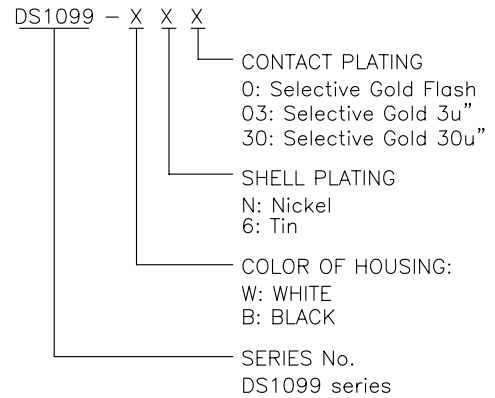 DS1099 - X X X
CONTACT PLATING
0: Selective Gold Flash
03: Selective Gold 3u"
30: Selective Gold 30u"
SHELL PLATING
N: Nickel
6: Tin
COLOR OF HOUSING:
W: WHITE
B: BLACK
SERIES No.
DS1099 series